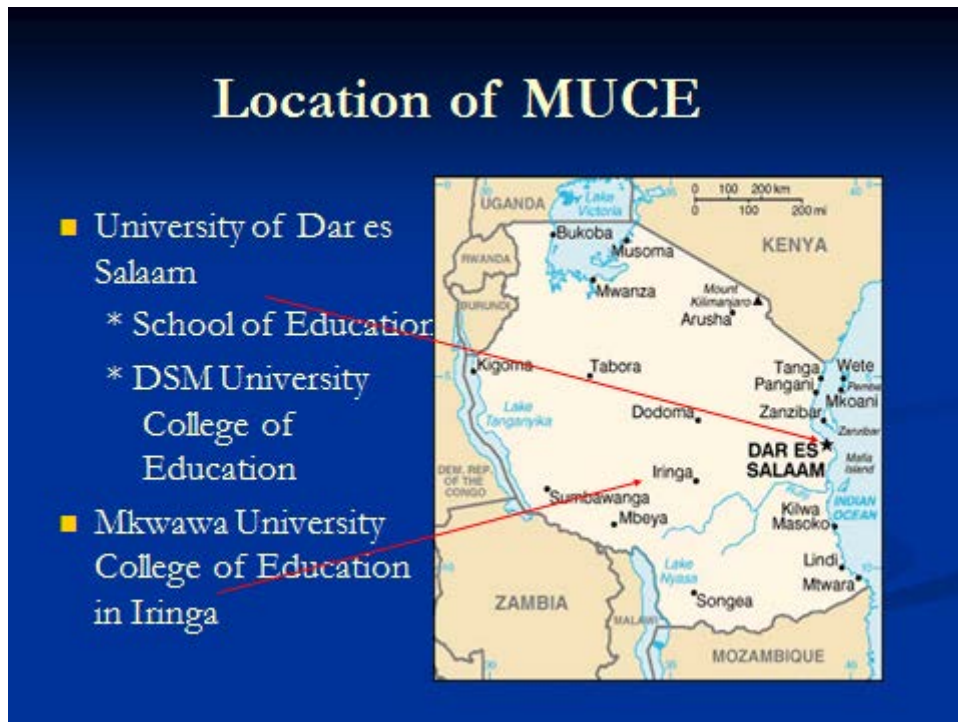 Location of MUCE
University of Dar es
Salaam
* School of Education
* DSM University
College of
Education
Mkwawa University
College of Education
in Iringa
0 100 200 km
0 100 200 mi
UGANDA
Lake
Victoria
KENYA
Bukoba
Musoma
RWANDA
Mwanza
Mount
Kilimanjaro
BURUNDI
Arusha
Kigoma
Tabora
Tanga
Wete
Pangani
Pemba
Mkoani
Lake
Tanganyika
Dodoma
Zanzibar
Zanzibar
DAR ES
SALAAM
Mafia
Island
DEM. REP.
OF THE
CONGO
Iringa
Sumbawanga
Rufiji
INDIAN
OCEAN
Mbeya
Kilwa
Masoko
Lake
Nyasa
Lindi
Mtwara
ZAMBIA
Songea
MALAWI
MOZAMBIQUE